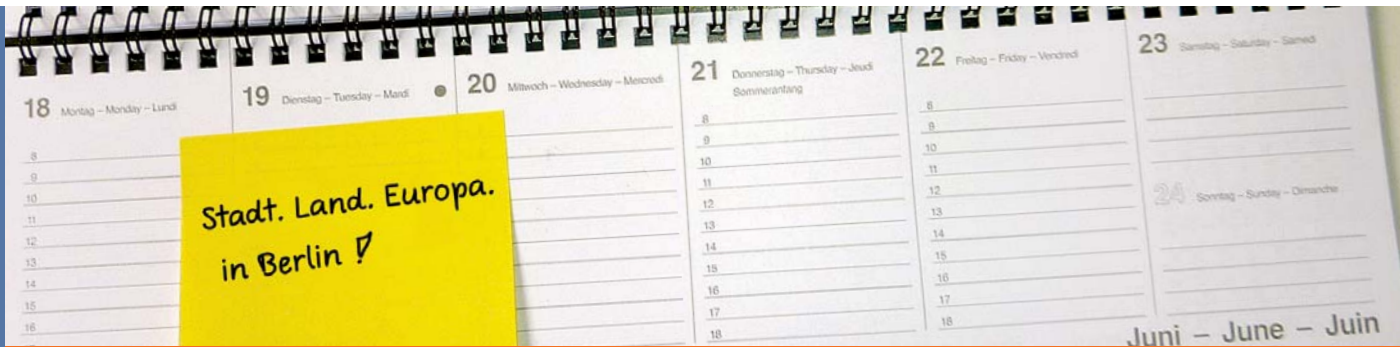 18 Montag – Monday – Lundi
8
9
10
11
12
13
14
15
16
19 Dienstag – Tuesday – Mardi
Stadt. Land. Europa.
in Berlin !
20 Mittwoch – Wednesday – Mercredi
21 Donnerstag – Thursday – Jeudi
Sommeranfang
8
9
10
11
12
13
14
15
16
17
18
22 Freitag – Friday – Vendredi
8
9
10
11
12
13
14
15
16
17
18
23 Samstag – Saturday – Samedi
24 Sonntag – Sunday – Dimanche
Juni – June – Juin